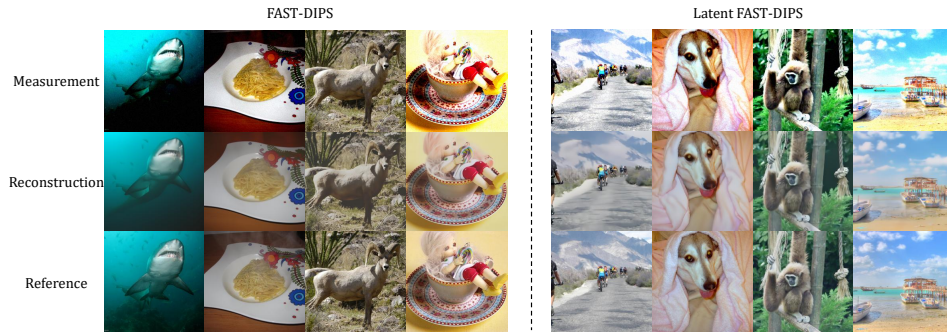 FAST-DIPS
Latent FAST-DIPS
Measurement
Reconstruction
Reference